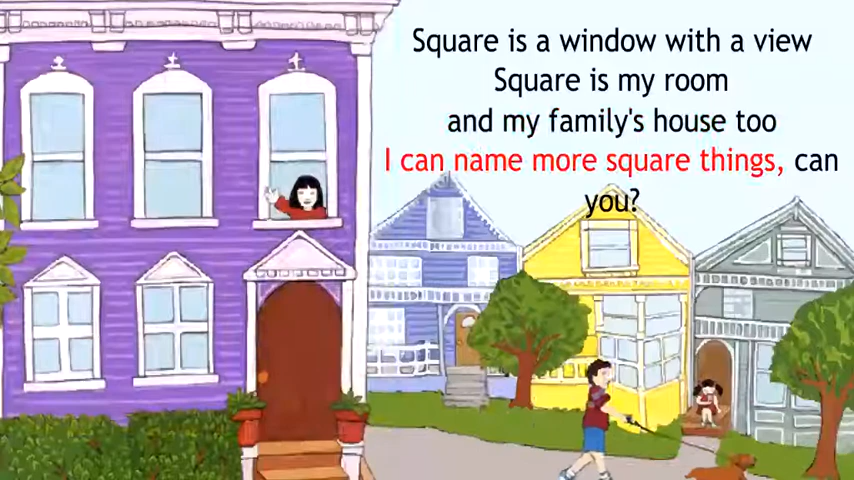 Square is a window with a view
Square is my room
and my family's house too
I can name more square things, can
you?